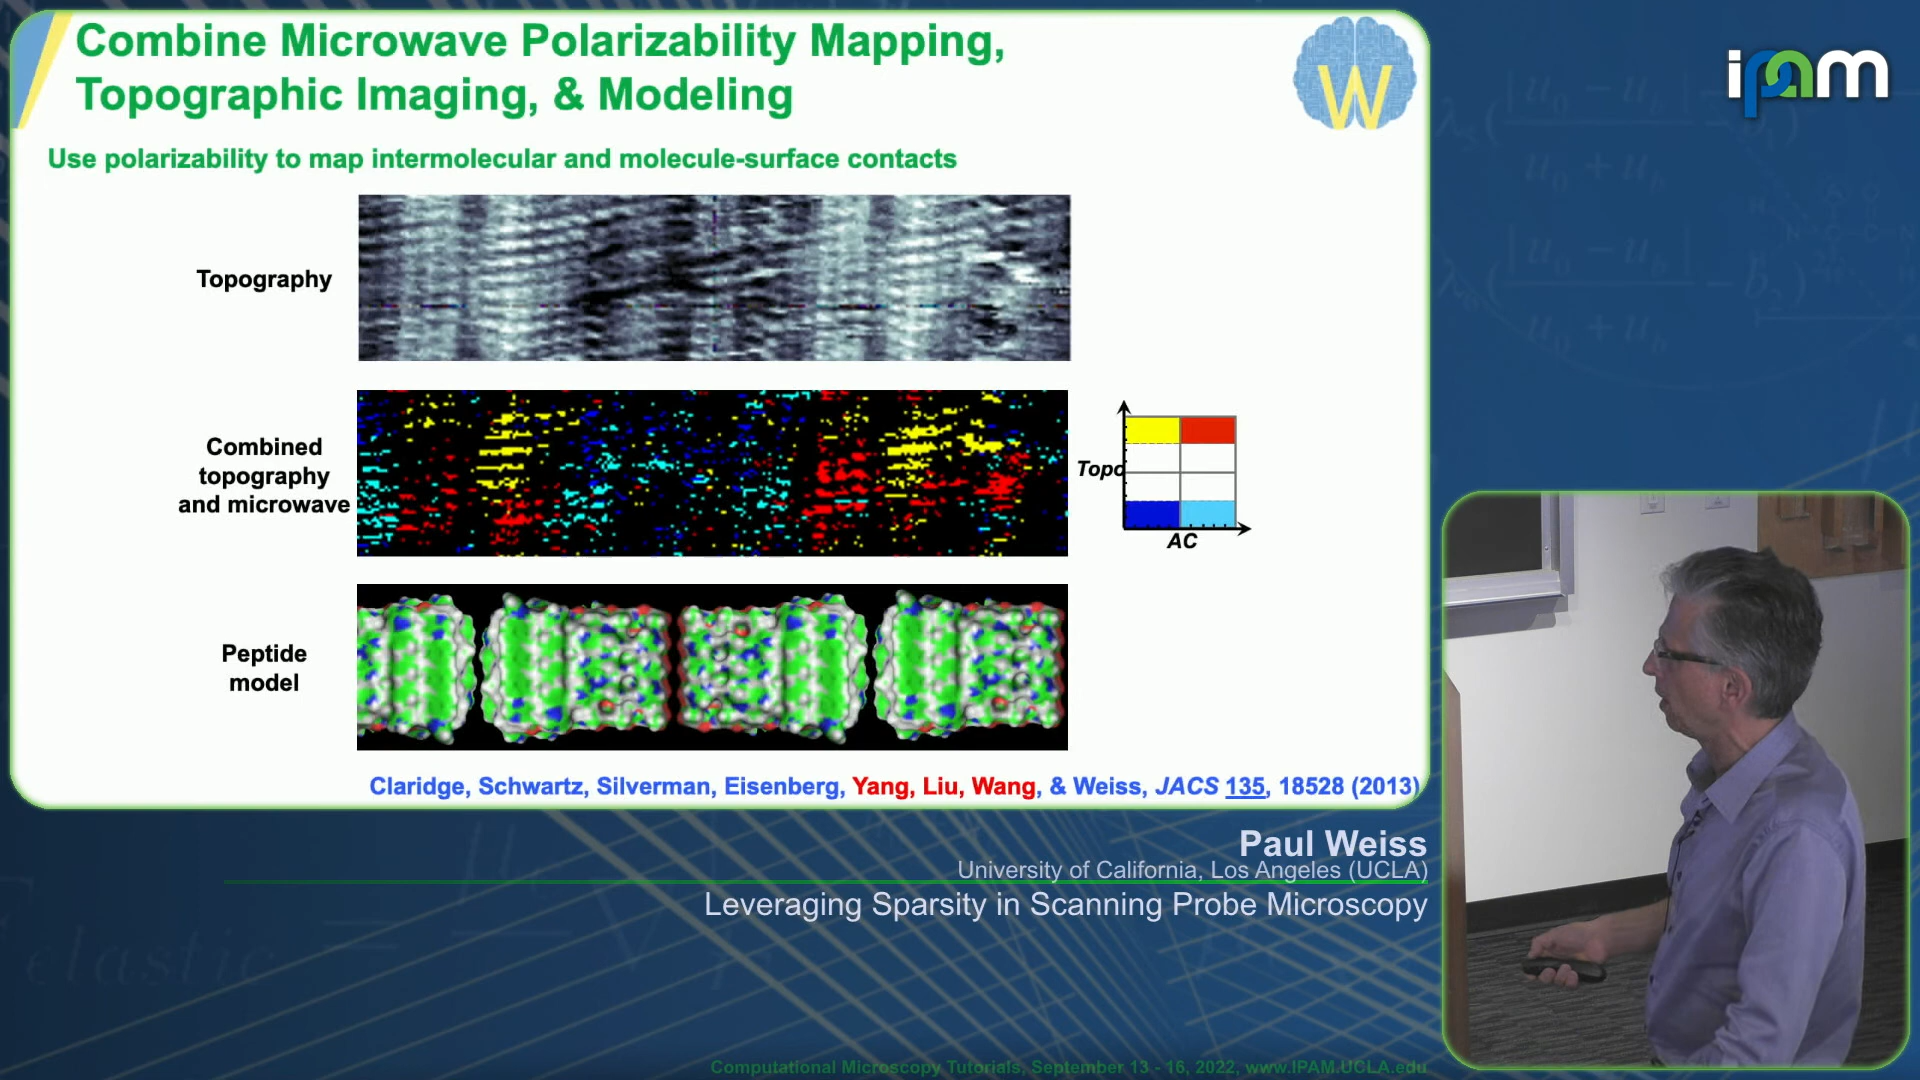 Combine Microwave Polarizability Mapping,
Topographic Imaging, & Modeling
W
ipam
Use polarizability to map intermolecular and molecule-surface contacts
Topography
Combined
topography
and microwave
Topo
AC
Peptide
model
Claridge, Schwartz, Silverman, Eisenberg, Yang, Liu, Wang, & Weiss, JACS 135, 18528 (2013)
Paul Weiss
University of California, Los Angeles (UCLA)
Leveraging Sparsity in Scanning Probe Microscopy
elastic
Computational Microscopy Tutorials, September 13 - 16, 2022, www.IPAM.UCLA.edu